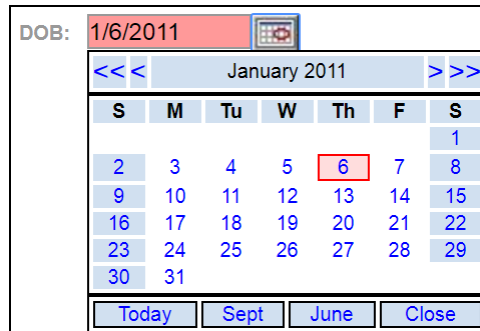 DOB: 1/6/2011
<< < January 2011 > >>
S M Tu W Th F S
1
2 3 4 5 6 7 8
9 10 11 12 13 14 15
16 17 18 19 20 21 22
23 24 25 26 27 28 29
30 31
Today Sept June Close